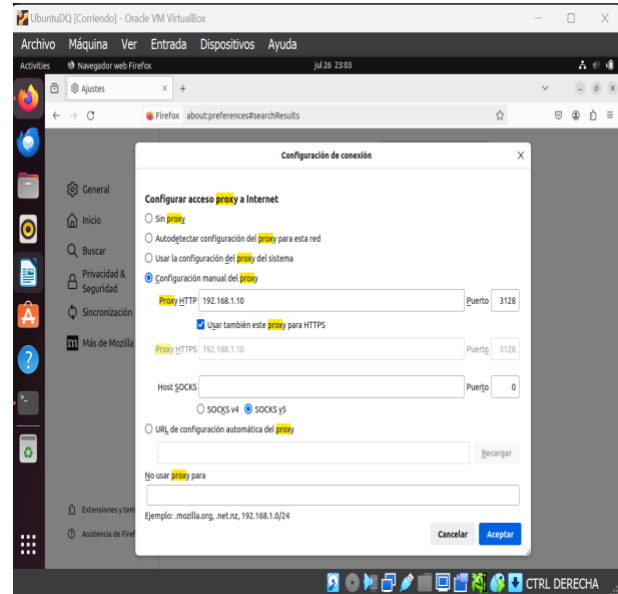 UbuntuDQ [Corriendo] - Oracle VM VirtualBox
Archivo Máquina Ver Entrada Dispositivos Ayuda
Activities Navegador web Firefox jul 26 23:03
Ajustes
Firefox about:preferences#searchResults
Configuración de conexión
General
Inicio
Buscar
Privacidad &
Seguridad
Sincronización
Más de Mozilla
Extensiones y tem
Asistencia de Firef
Configurar acceso proxy a Internet
Sin proxy
Autodetectar configuración del proxy para esta red
Usar la configuración del proxy del sistema
Configuración manual del proxy
Proxy HTTP 192.168.1.10 Puerto 3128
Usar también este proxy para HTTPS
Proxy HTTPS 192.168.1.10 Puerto 3128
Host SOCKS Puerto 0
SOCKS v4 SOCKS v5
URL de configuración automática del proxy
Recargar
No usar proxy para
Ejemplo: .mozilla.org, .net.nz, 192.168.1.0/24
Cancelar Aceptar
CTRL DERECHA